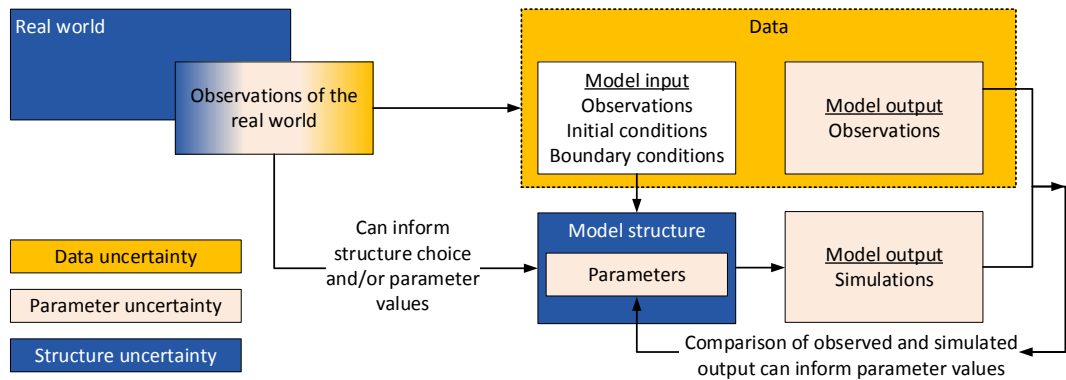 Real world
Observations of the
real world
Data
Model input
Observations
Initial conditions
Boundary conditions
Model output
Observations
Can inform
structure choice
and/or parameter
values
Model structure
Parameters
Model output
Simulations
Data uncertainty
Parameter uncertainty
Structure uncertainty
Comparison of observed and simulated
output can inform parameter values